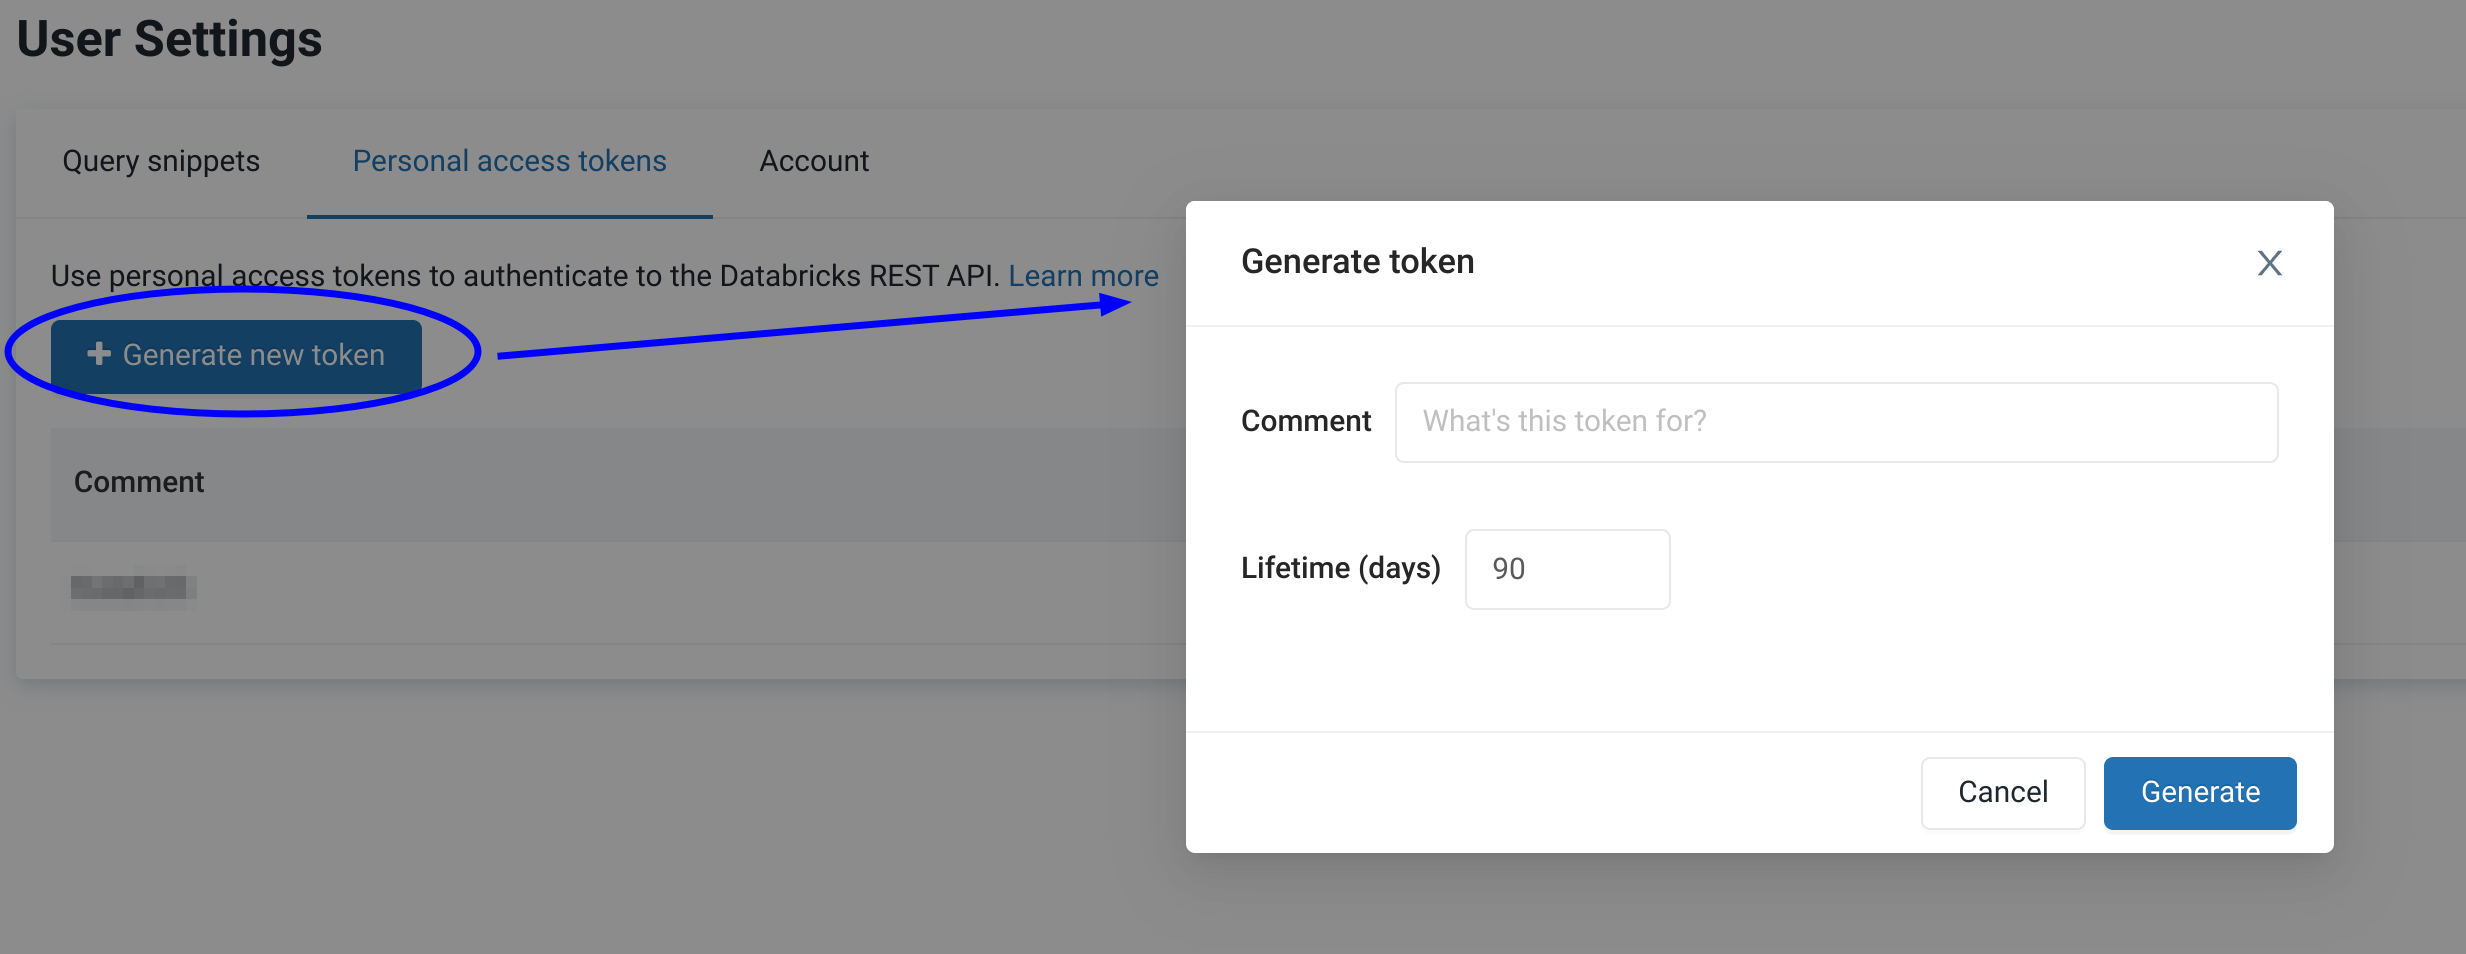 User Settings
Query snippets
Personal access tokens
Account
Use personal access tokens to authenticate to the Databricks REST API. Learn more
Generate new token
Comment
Generate token
X
Comment
What's this token for?
Lifetime (days)
90
Cancel
Generate